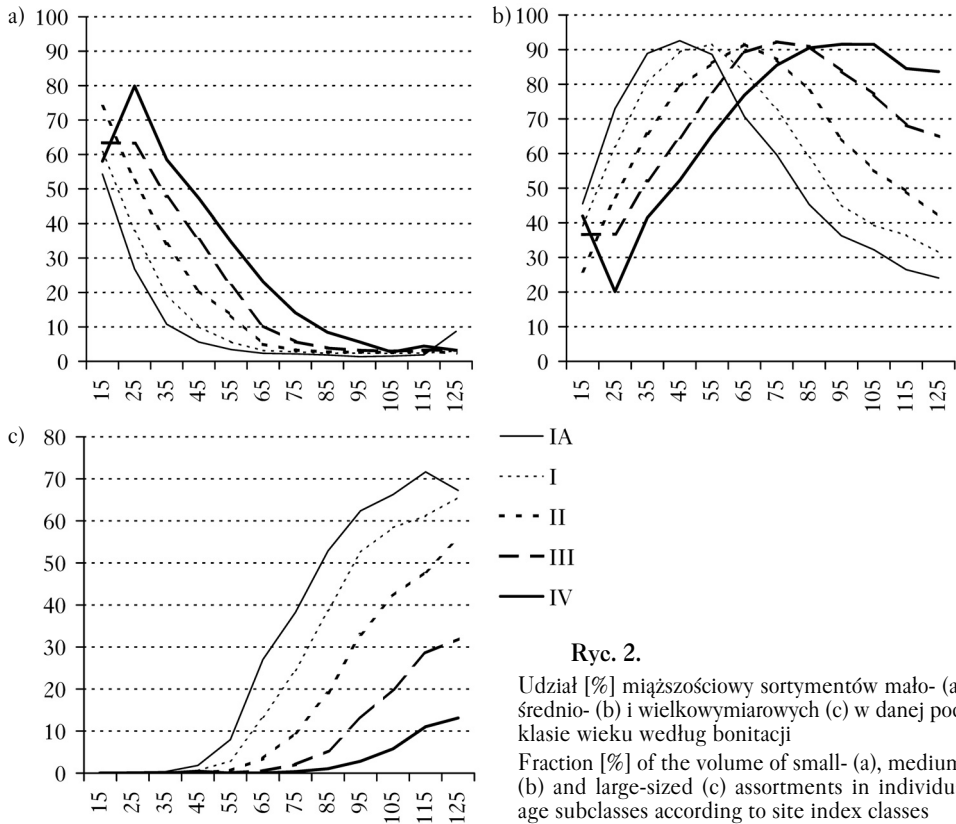 a)
100
90
80
70
60
50
40
30
20
10
0
15 25 35 45 55 65 75 85 95 105 115 125
b)
100
90
80
70
60
50
40
30
20
10
0
15 25 35 45 55 65 75 85 95 105 115 125
c)
80
70
60
50
40
30
20
10
0
15 25 35 45 55 65 75 85 95 105 115 125
IA
I
II
III
IV
Ryc. 2.
Udział [%] miąższościowy sortymentów mało- (a
średnio- (b) i wielkowymiarowych (c) w danej pod
klasie wieku według bonitacji
Fraction [%] of the volume of small- (a), medium
(b) and large-sized (c) assortments in individu
age subclasses according to site index classes